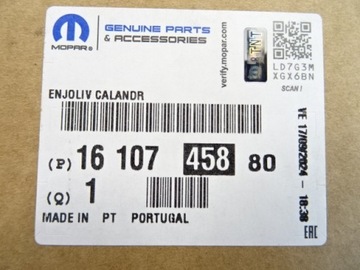 MOPAR®
GENUINE PARTS
& ACCESSORIES
verify.mopar.com
LD7G3M
XGX6BN
SCAN!
ENJOLIV CALANDR
(P) 16 107 458 80
(Q) 1
MADE IN PT PORTUGAL
VE 17/09/2024 - 18:38
EAC